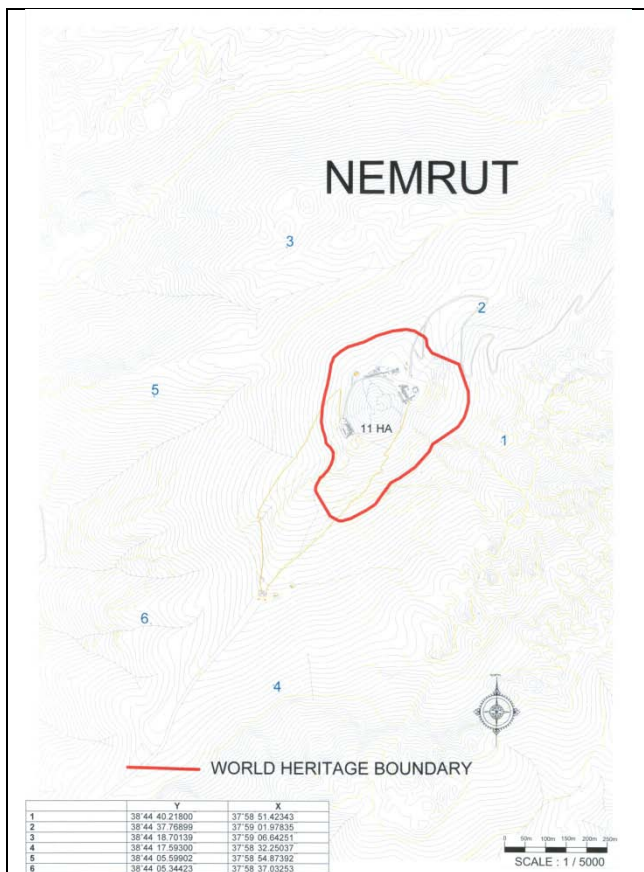 NEMRUT
3
2
5
11 HA
1
6
4
WORLD HERITAGE BOUNDARY
Y X
1 38°44 40.21800 37°58 51.42343
2 38°44 37.76899 37°59 01.97835
3 38°44 18.70139 37°59 06.64251
4 38°44 17.59300 37°58 32.25037
5 38°44 05.59902 37°58 54.87392
6 38°44 05.34423 37°58 37.03253
0 50m 100m 150m 200m 250m
SCALE : 1 / 5000